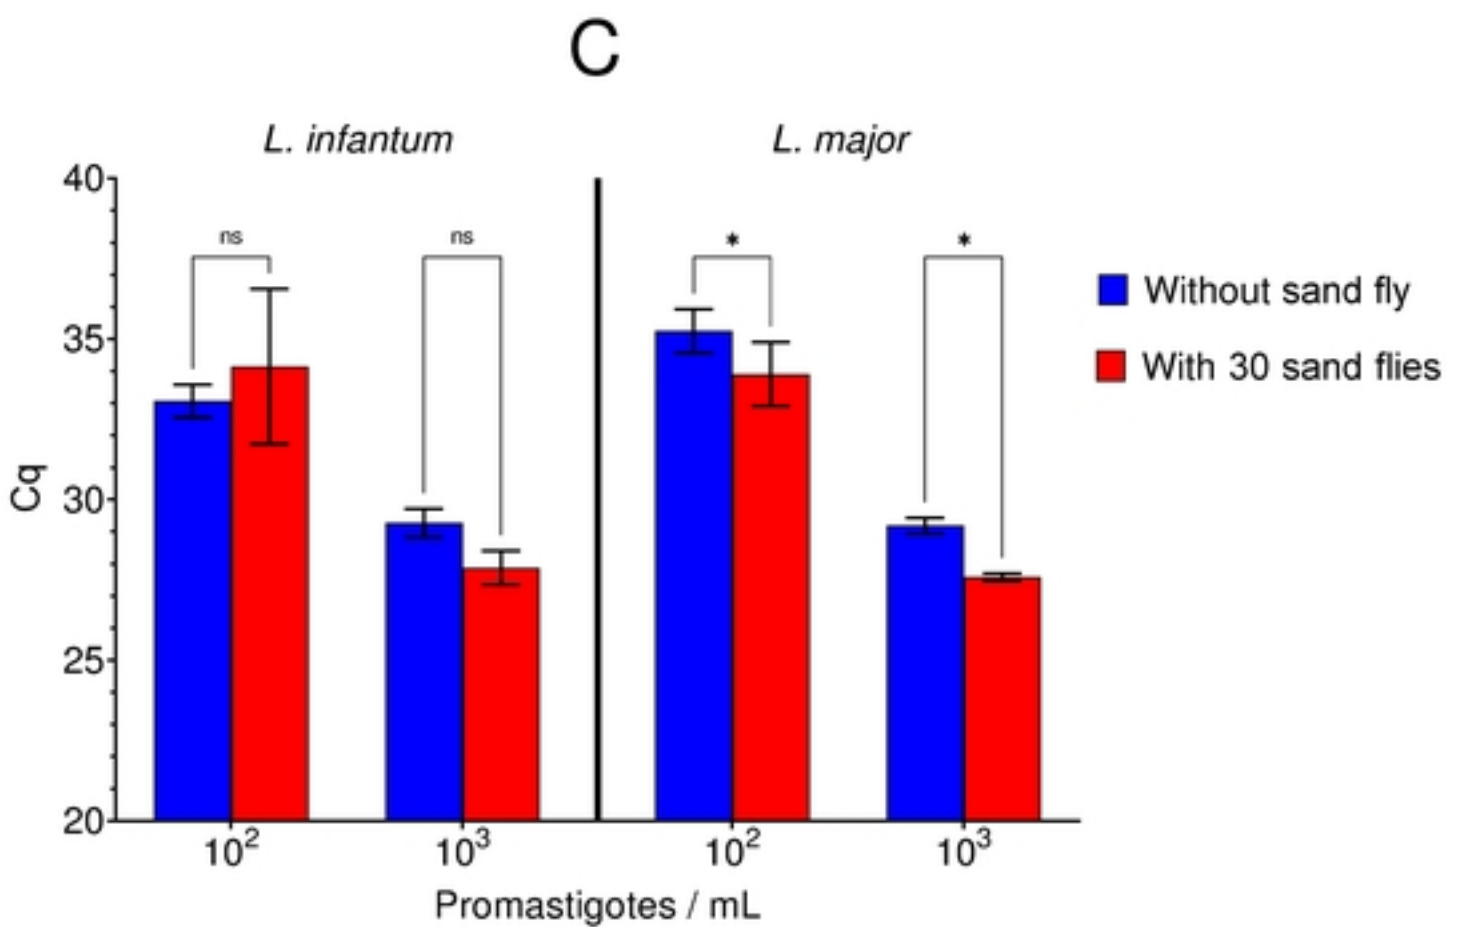 C
L. infantum
L. major
40
35
30
25
20
Cq
ns
ns
*
*
Without sand fly
With 30 sand flies
10² 10³ 10² 10³
Promastigotes / mL